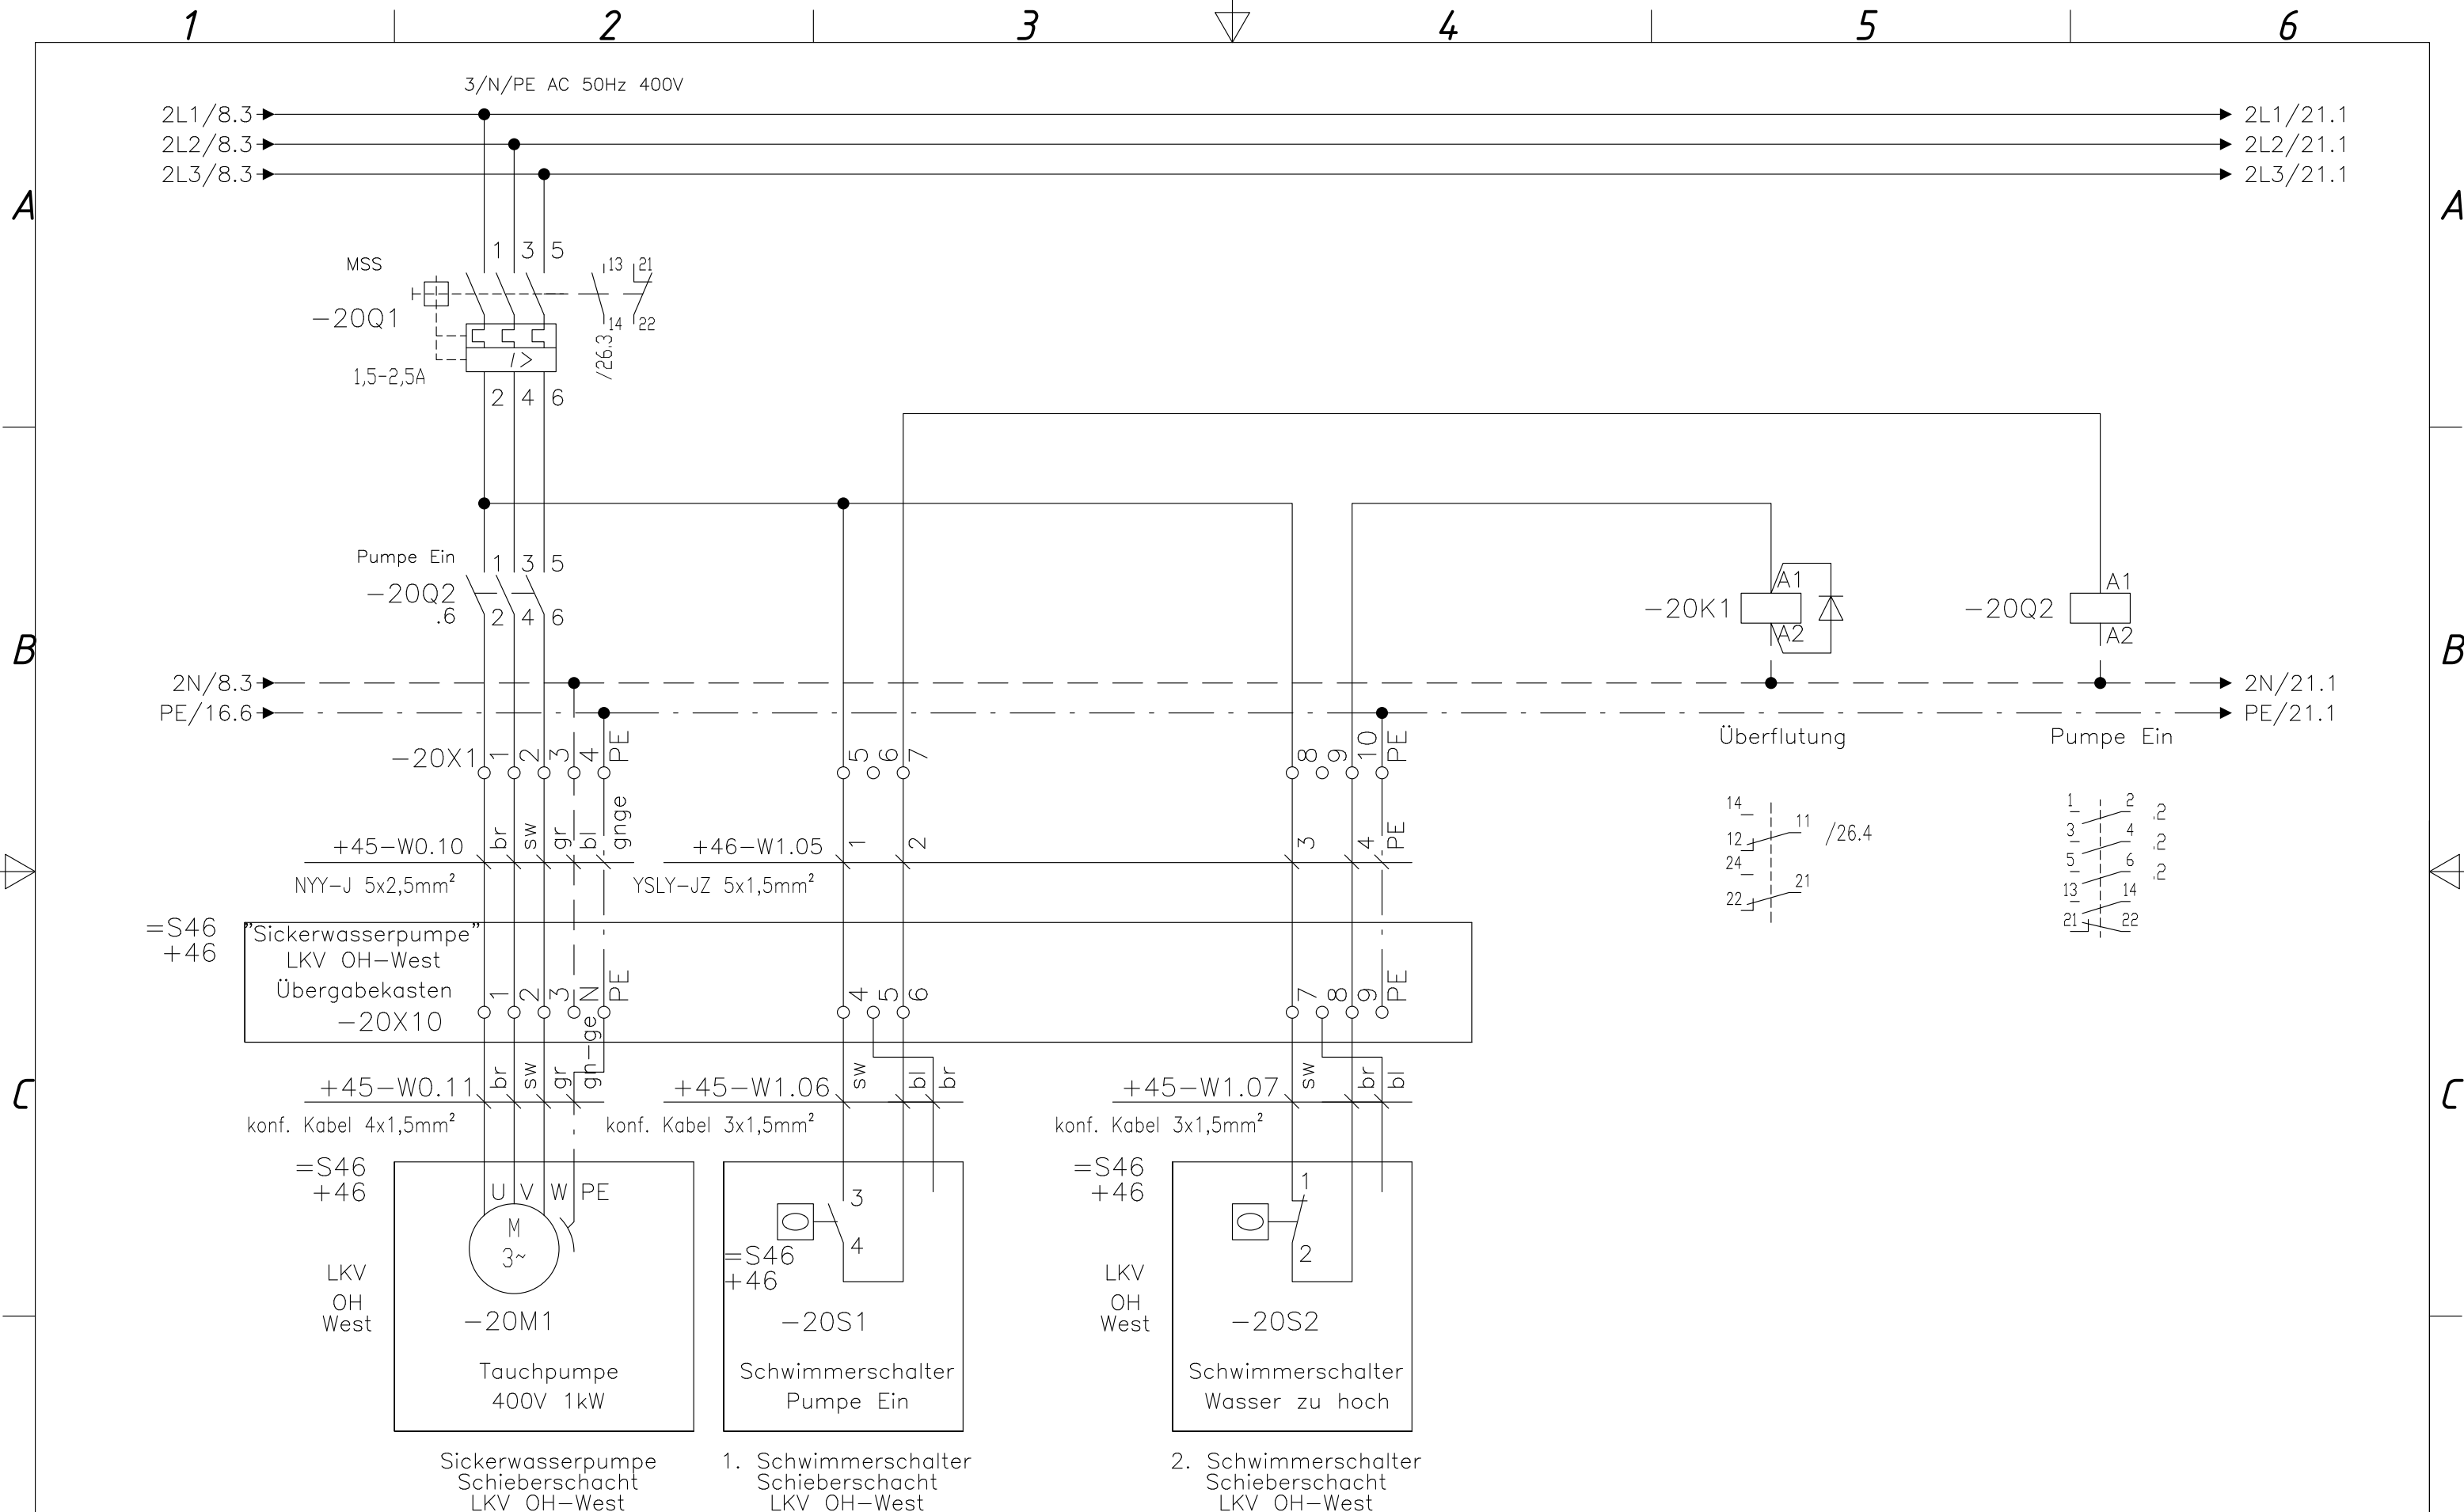 1 2 3 4 5 6
3/N/PE AC 50Hz 400V
2L1/8.3 2L1/21.1
2L2/8.3 2L2/21.1
2L3/8.3 2L3/21.1
A A
1 3 5
13 21
MSS
-20Q1
14 22
/26.3
I>
1,5-2,5A
2 4 6
Pumpe Ein
1 3 5
-20Q2
.6
2 4 6
-20K1
A1
A2
-20Q2
A1
A2
B B
2N/8.3 2N/21.1
PE/16.6 PE/21.1
Überflutung
Pumpe Ein
-20X1
1 2 3 4 PE
5 6 7
8 9 10 PE
14
12 11 /26.4
24
22 21
1 2 .2
3 4 .2
5 6 .2
13 14
21 22
+45-W0.10
br sw gr bl gnge
NYY-J 5x2,5mm²
+46-W1.05
1 2 3 4 PE
YSLY-JZ 5x1,5mm²
=S46
+46
"Sickerwasserpumpe"
LKV OH-West
Übergabekasten
-20X10
1 2 3 N PE
4 5 6
7 8 9 PE
C C
+45-W0.11
br sw gr gn-ge
konf. Kabel 4x1,5mm²
+45-W1.06
sw bl br
konf. Kabel 3x1,5mm²
+45-W1.07
sw br bl
konf. Kabel 3x1,5mm²
=S46
+46
U V W PE
M
3~
LKV
OH
West
-20M1
Tauchpumpe
400V 1kW
3
4
=S46
+46
-20S1
Schwimmerschalter
Pumpe Ein
=S46
+46
1
2
LKV
OH
West
-20S2
Schwimmerschalter
Wasser zu hoch
Sickerwasserpumpe
Schieberschacht
LKV OH-West
1. Schwimmerschalter
Schieberschacht
LKV OH-West
2. Schwimmerschalter
Schieberschacht
LKV OH-West